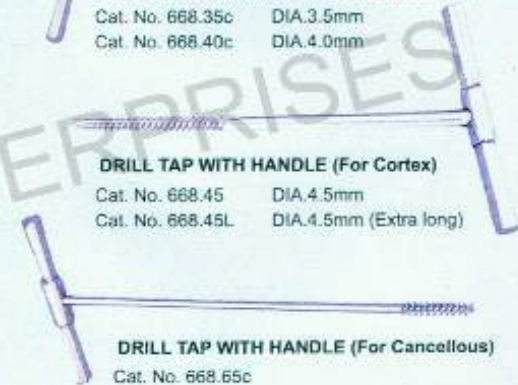 Cat. No. 668.35c DIA.3.5mm
Cat. No. 668.40c DIA.4.0mm
ERPRISES
DRILL TAP WITH HANDLE (For Cortex)
Cat. No. 668.45 DIA.4.5mm
Cat. No. 668.45L DIA.4.5mm (Extra long)
DRILL TAP WITH HANDLE (For Cancellous)
Cat. No. 668.65c